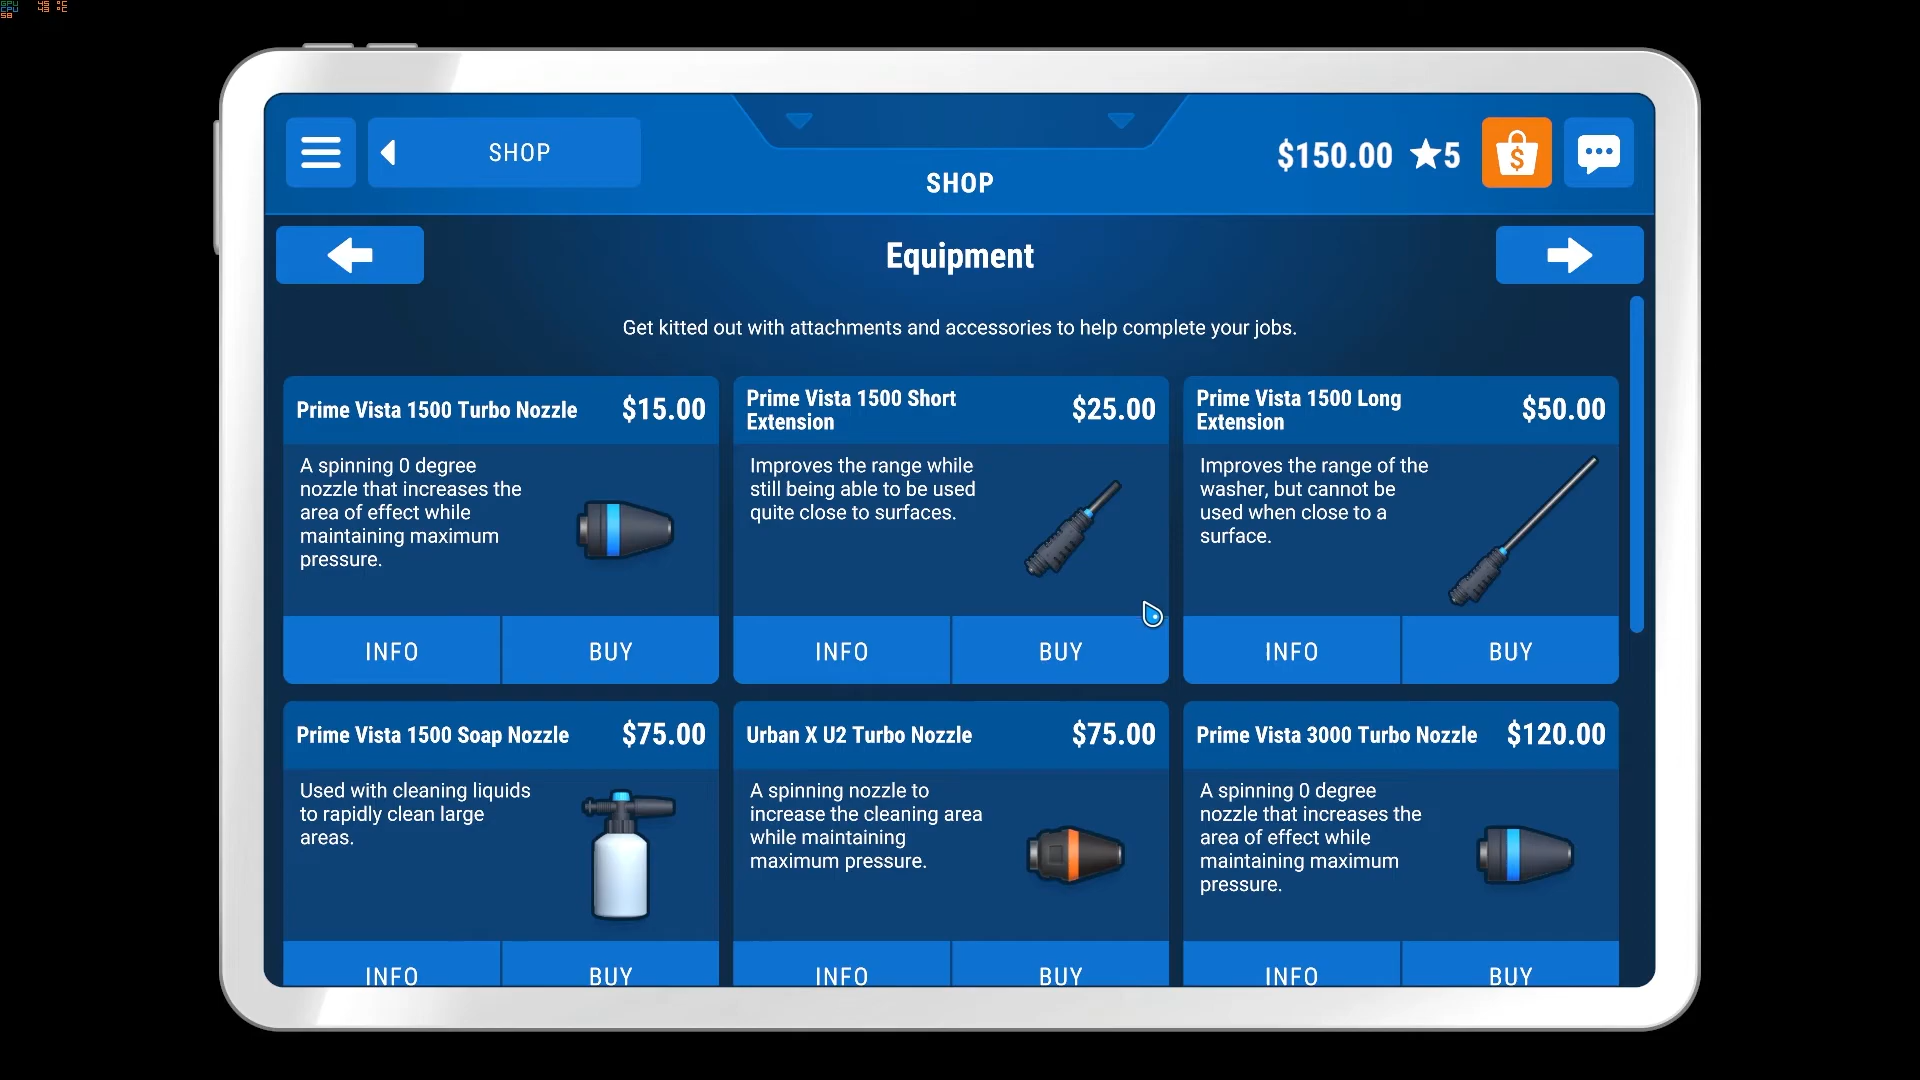 GPU 45 °C
CPU 43 °C
58
SHOP
$150.00
5
SHOP
Equipment
Get kitted out with attachments and accessories to help complete your jobs.
Prime Vista 1500 Turbo Nozzle
$15.00
A spinning 0 degree
nozzle that increases the
area of effect while
maintaining maximum
pressure.
INFO
BUY
Prime Vista 1500 Short
Extension
$25.00
Improves the range while
still being able to be used
quite close to surfaces.
INFO
BUY
Prime Vista 1500 Long
Extension
$50.00
Improves the range of the
washer, but cannot be
used when close to a
surface.
INFO
BUY
Prime Vista 1500 Soap Nozzle
$75.00
Used with cleaning liquids
to rapidly clean large
areas.
INFO
BUY
Urban X U2 Turbo Nozzle
$75.00
A spinning nozzle to
increase the cleaning area
while maintaining
maximum pressure.
INFO
BUY
Prime Vista 3000 Turbo Nozzle
$120.00
A spinning 0 degree
nozzle that increases the
area of effect while
maintaining maximum
pressure.
INFO
BUY